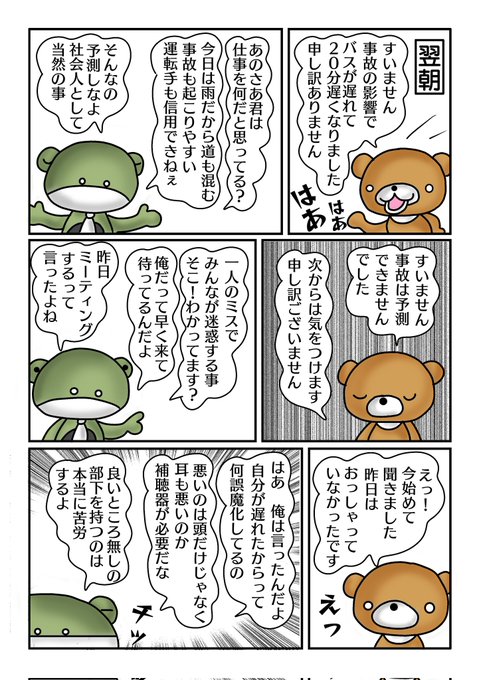 翌朝
すいません
事故の影響で
バスが遅れて
20分遅くなりました
申し訳ありません
はぁ
はぁ
あのさあ君は
仕事を何だと思ってる?
今日は雨だから道も混む
事故も起こりやすい
運転手も信用できねぇ
そんなの
予測しなよ
社会人として
当然の事
すいません
事故は予測
できません
でした
次からは気をつけます
申し訳ございません
一人のミスで
みんなが迷惑する事
そこ!わかってます?
俺だって早く来て
待ってるんだよ
昨日
ミーティング
するって
言ったよね
えっ!
今始めて
聞きました
昨日は
おっしゃって
いなかったです
えっ
はあ 俺は言ったんだよ
自分が遅れたからって
何誤魔化してるの
悪いのは頭だけじゃなく
耳も悪いのか
補聴器が必要だな
良いところ無しの
部下を持つのは
本当に苦労
するよ
チッ